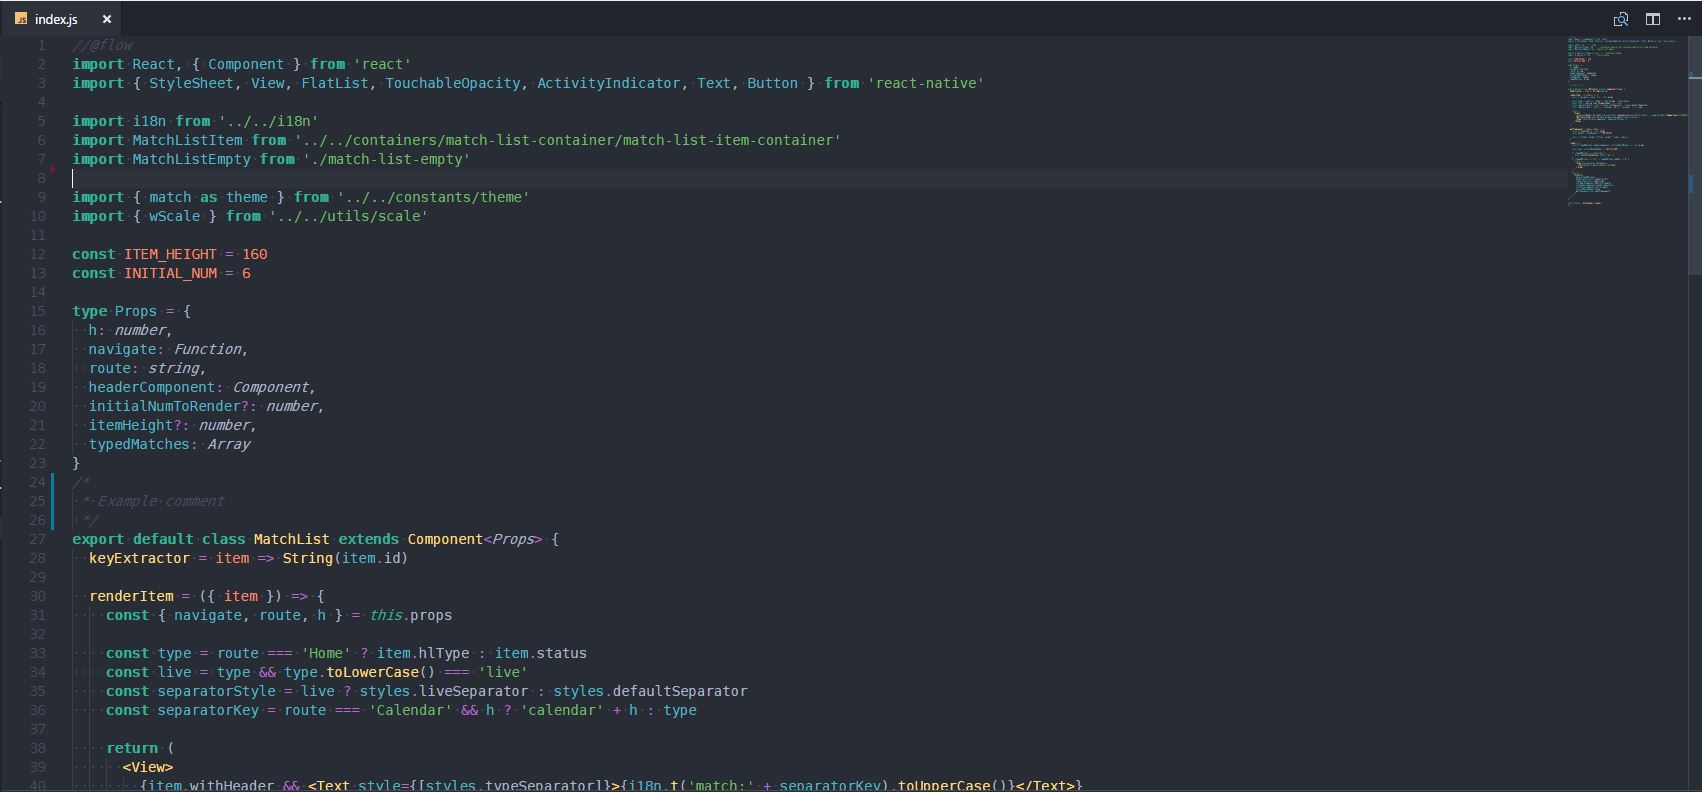 index.js
1 //@flow
2 import React, { Component } from 'react'
3 import { StyleSheet, View, FlatList, TouchableOpacity, ActivityIndicator, Text, Button } from 'react-native'
4
5 import i18n from '../../i18n'
6 import MatchListItem from '../../containers/match-list-container/match-list-item-container'
7 import MatchListEmpty from './match-list-empty'
8
9 import { match as theme } from '../../constants/theme'
10 import { wScale } from '../../utils/scale'
11
12 const ITEM_HEIGHT = 160
13 const INITIAL_NUM = 6
14
15 type Props = {
16   h: number,
17   navigate: Function,
18   route: string,
19   headerComponent: Component,
20   initialNumToRender?: number,
21   itemHeight?: number,
22   typedMatches: Array
23 }
24 /*
25  * Example comment
26  */
27 export default class MatchList extends Component<Props> {
28   keyExtractor = item => String(item.id)
29
30   renderItem = ({ item }) => {
31     const { navigate, route, h } = this.props
32
33     const type = route === 'Home' ? item.hlType : item.status
34     const live = type && type.toLowerCase() === 'live'
35     const separatorStyle = live ? styles.liveSeparator : styles.defaultSeparator
36     const separatorKey = route === 'Calendar' && h ? 'calendar' + h : type
37
38     return (
39       <View>
40         {item.withHeader && <Text style={[styles.typeSeparator]}>{i18n.t('match:' + separatorKey).toUpperCase()}</Text>}